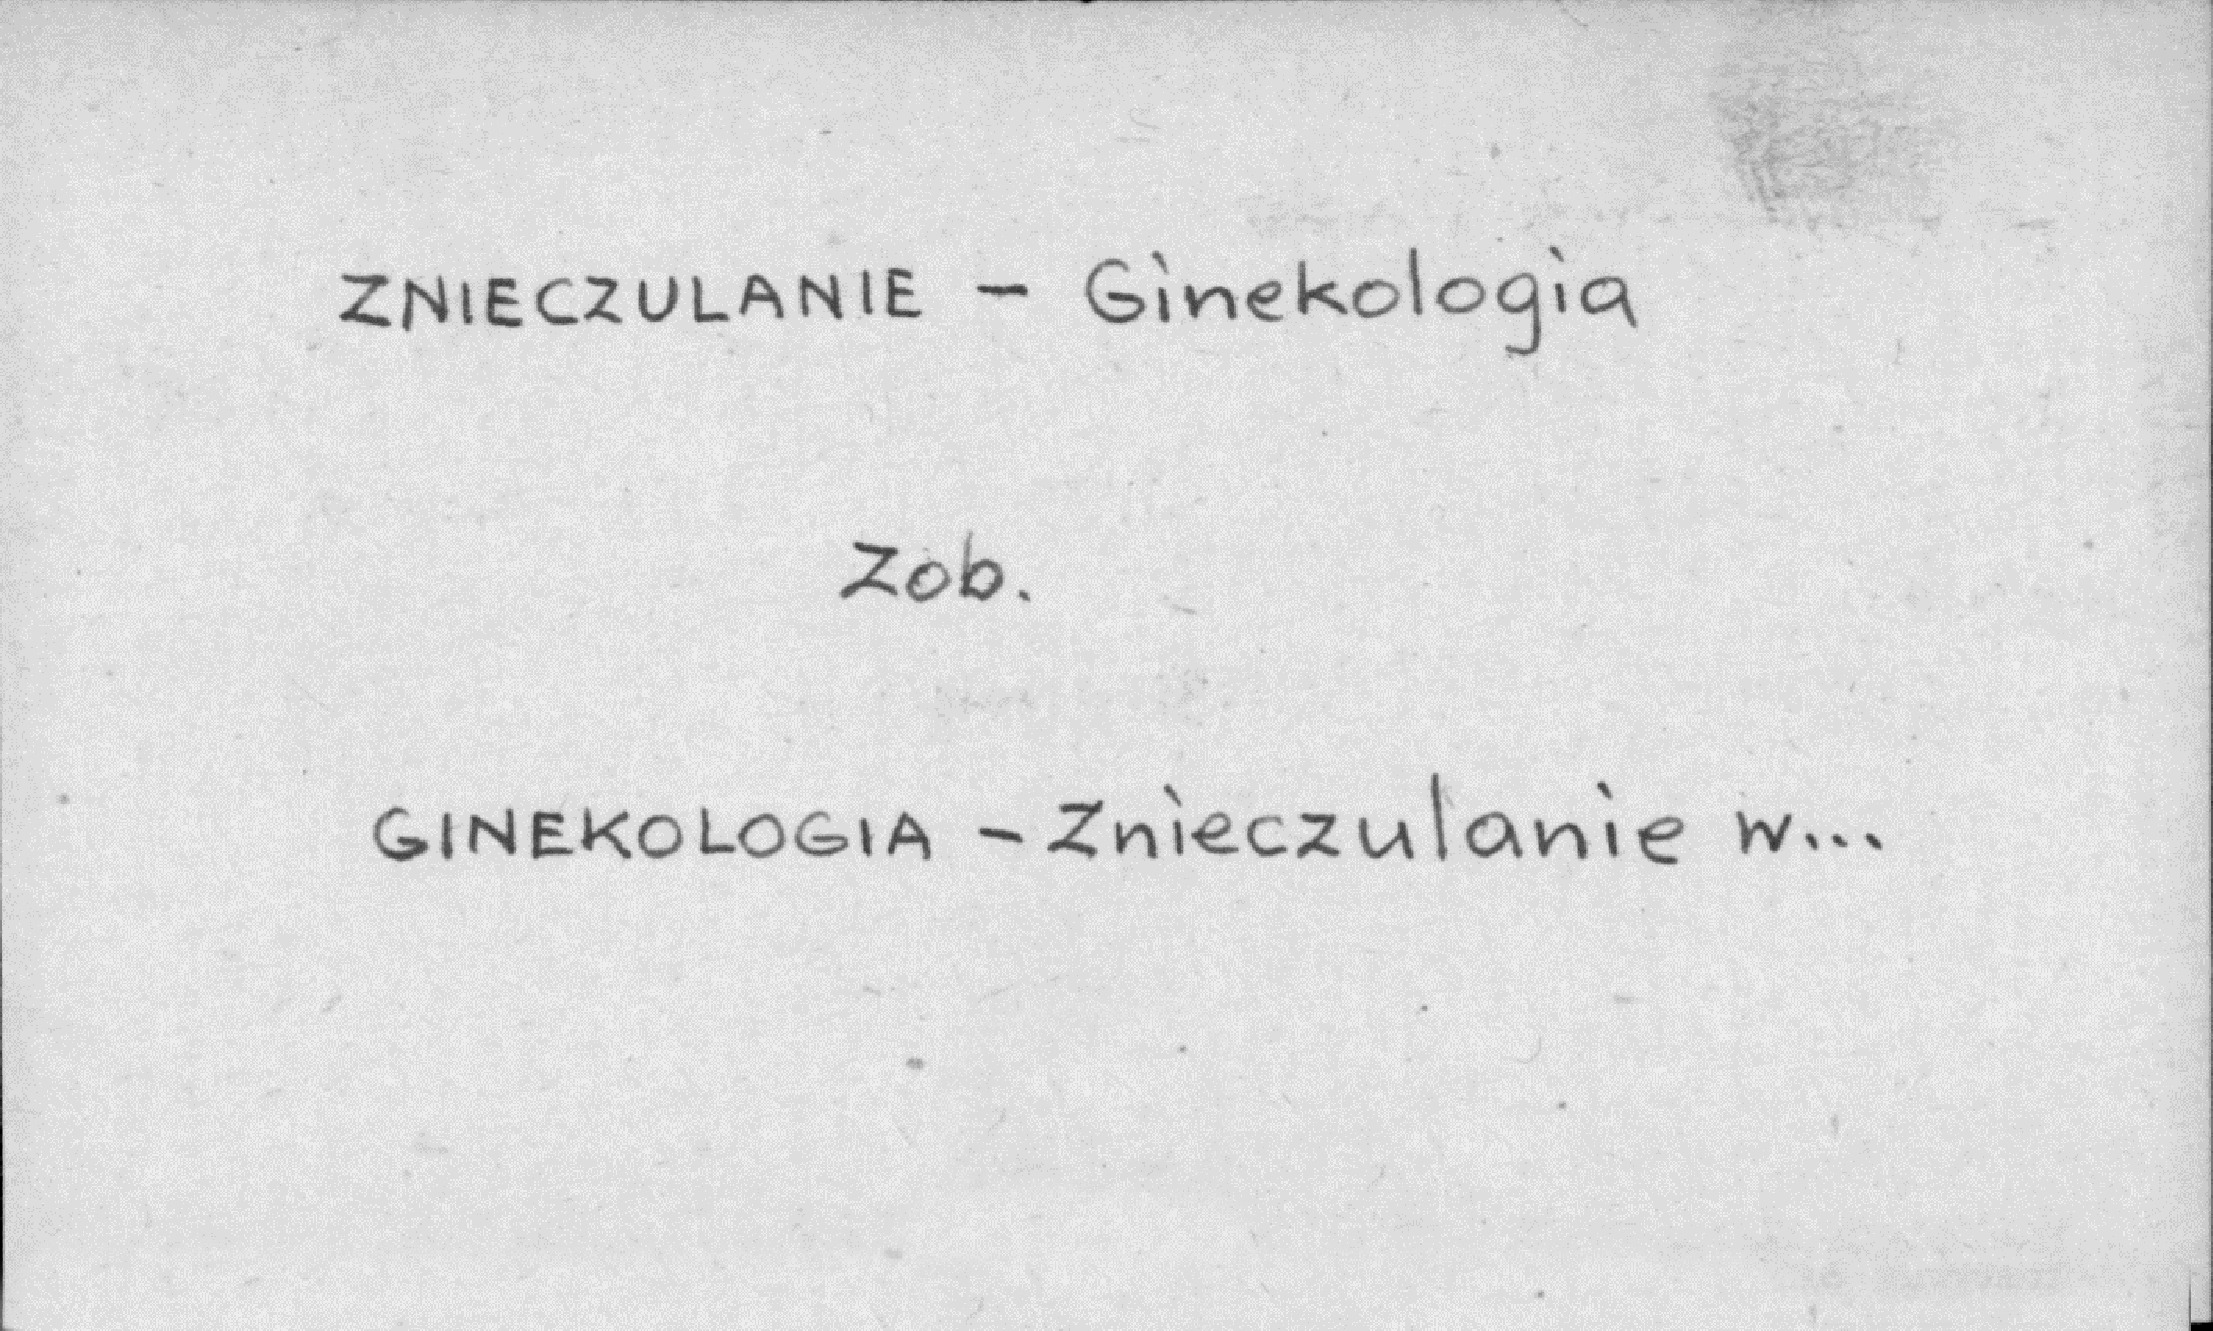 ZNIECZULANIE - Ginekologia
Zob.
GINEKOLOGIA - Znieczulanie w...